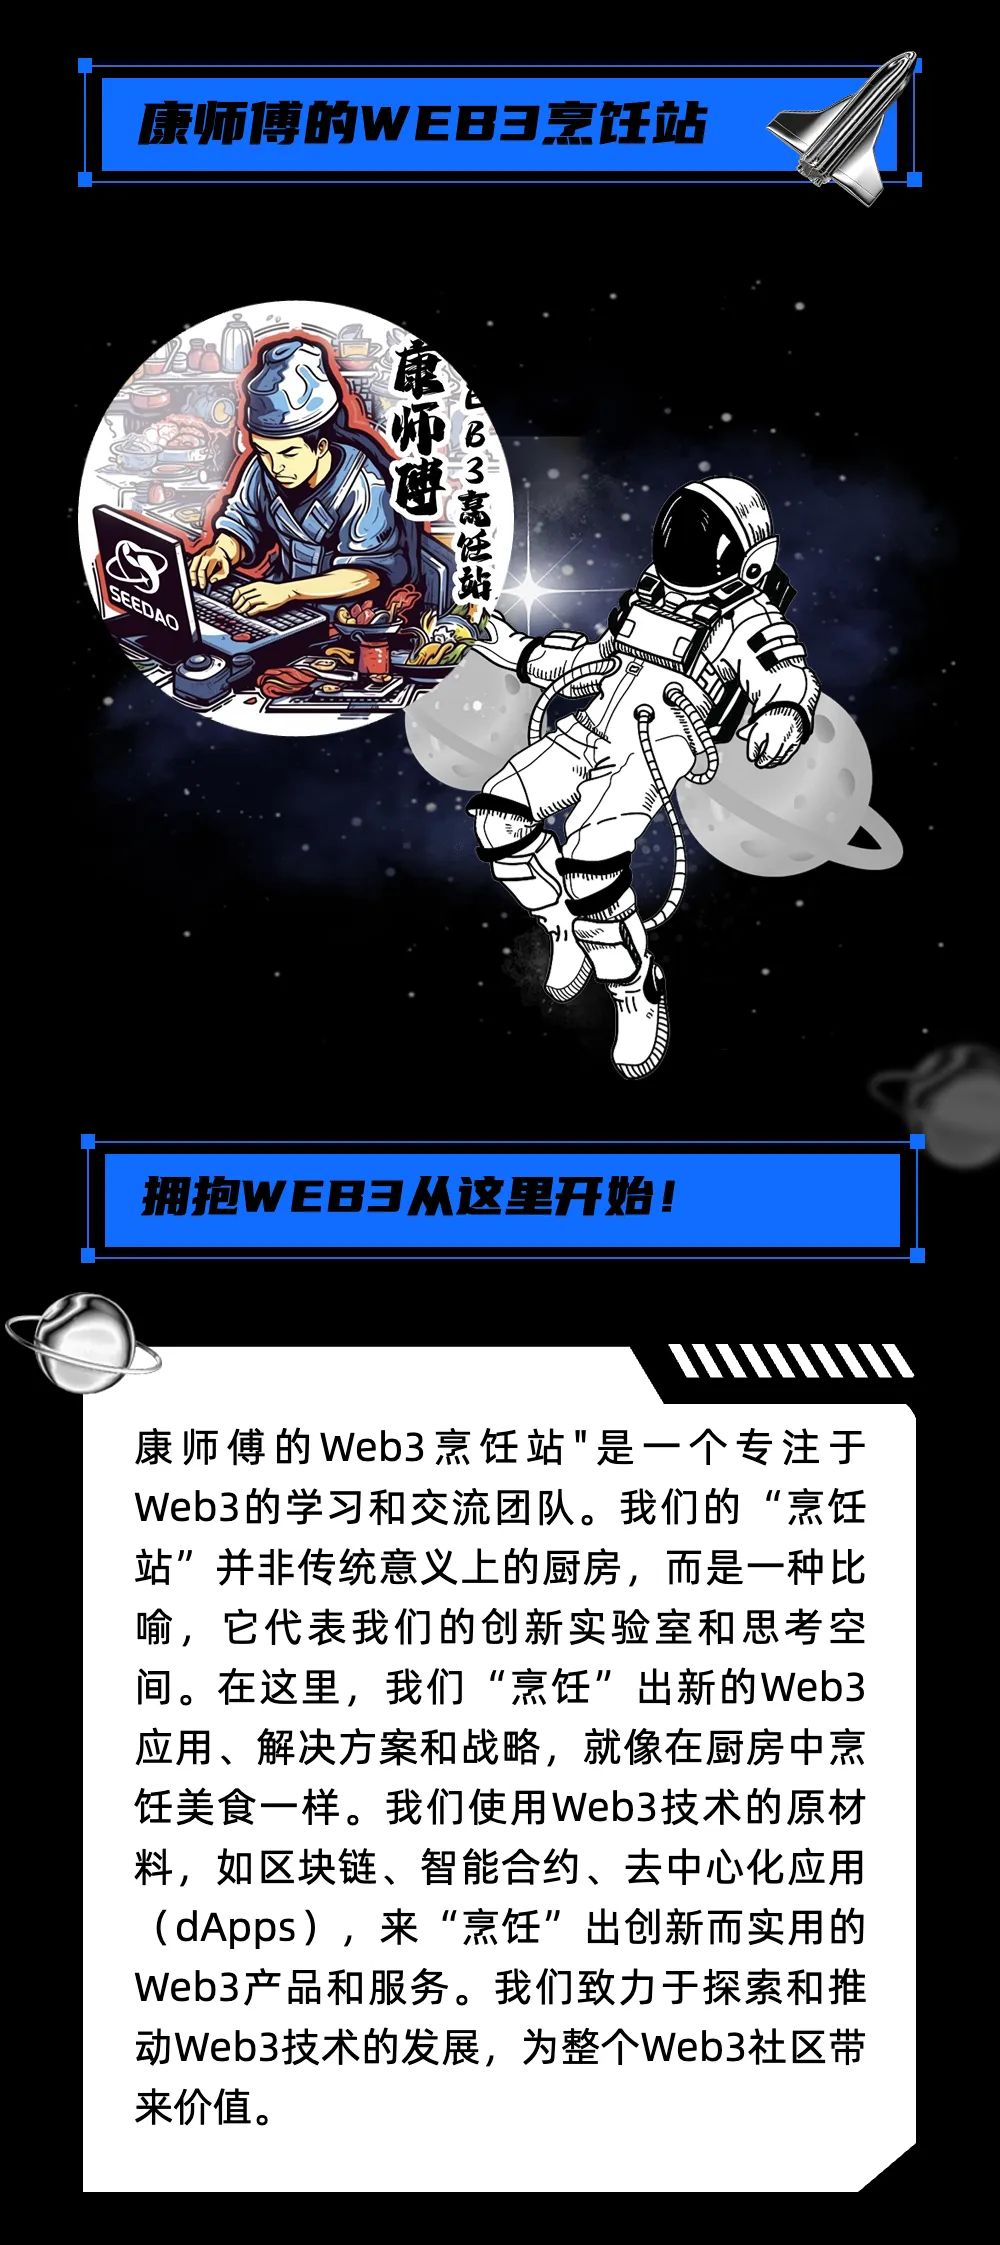 康师傅的WEB3烹饪站
康师傅
EB3烹饪站
SEEDAO
拥抱WEB3从这里开始！
康师傅的Web3烹饪站"是一个专注于
Web3的学习和交流团队。我们的“烹饪
站”并非传统意义上的厨房，而是一种比
喻，它代表我们的创新实验室和思考空
间。在这里，我们“烹饪”出新的Web3
应用、解决方案和战略，就像在厨房中烹
饪美食一样。我们使用Web3技术的原材
料，如区块链、智能合约、去中心化应用
（dApps），来“烹饪”出创新而实用的
Web3产品和服务。我们致力于探索和推
动Web3技术的发展，为整个Web3社区带
来价值。